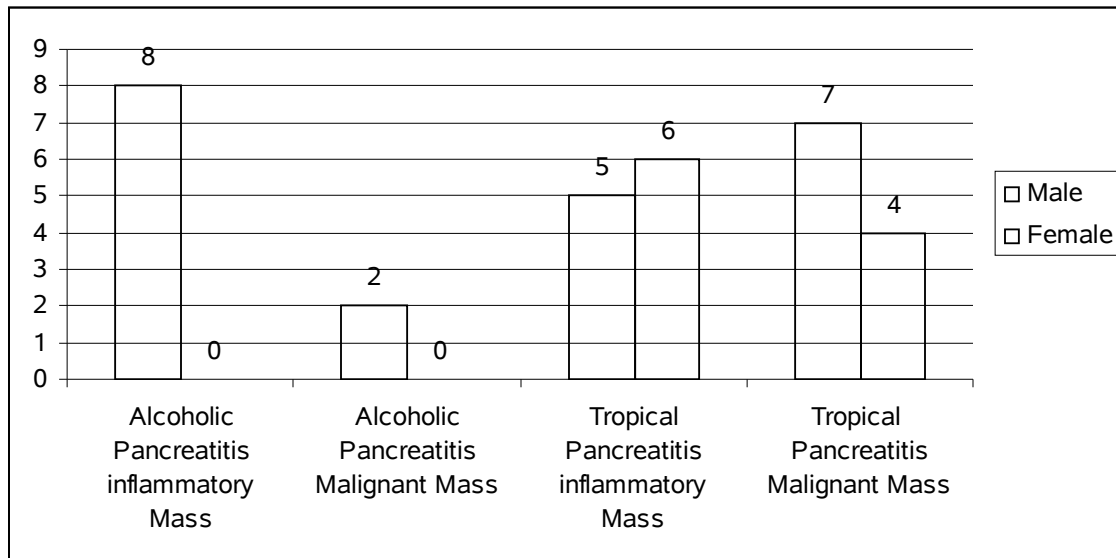 9
8
7
6
5
4
3
2
1
0
8
0
2
0
5
6
7
4
Alcoholic
Pancreatitis
inflammatory
Mass
Alcoholic
Pancreatitis
Malignant Mass
Tropical
Pancreatitis
inflammatory
Mass
Tropical
Pancreatitis
Malignant Mass
Male
Female